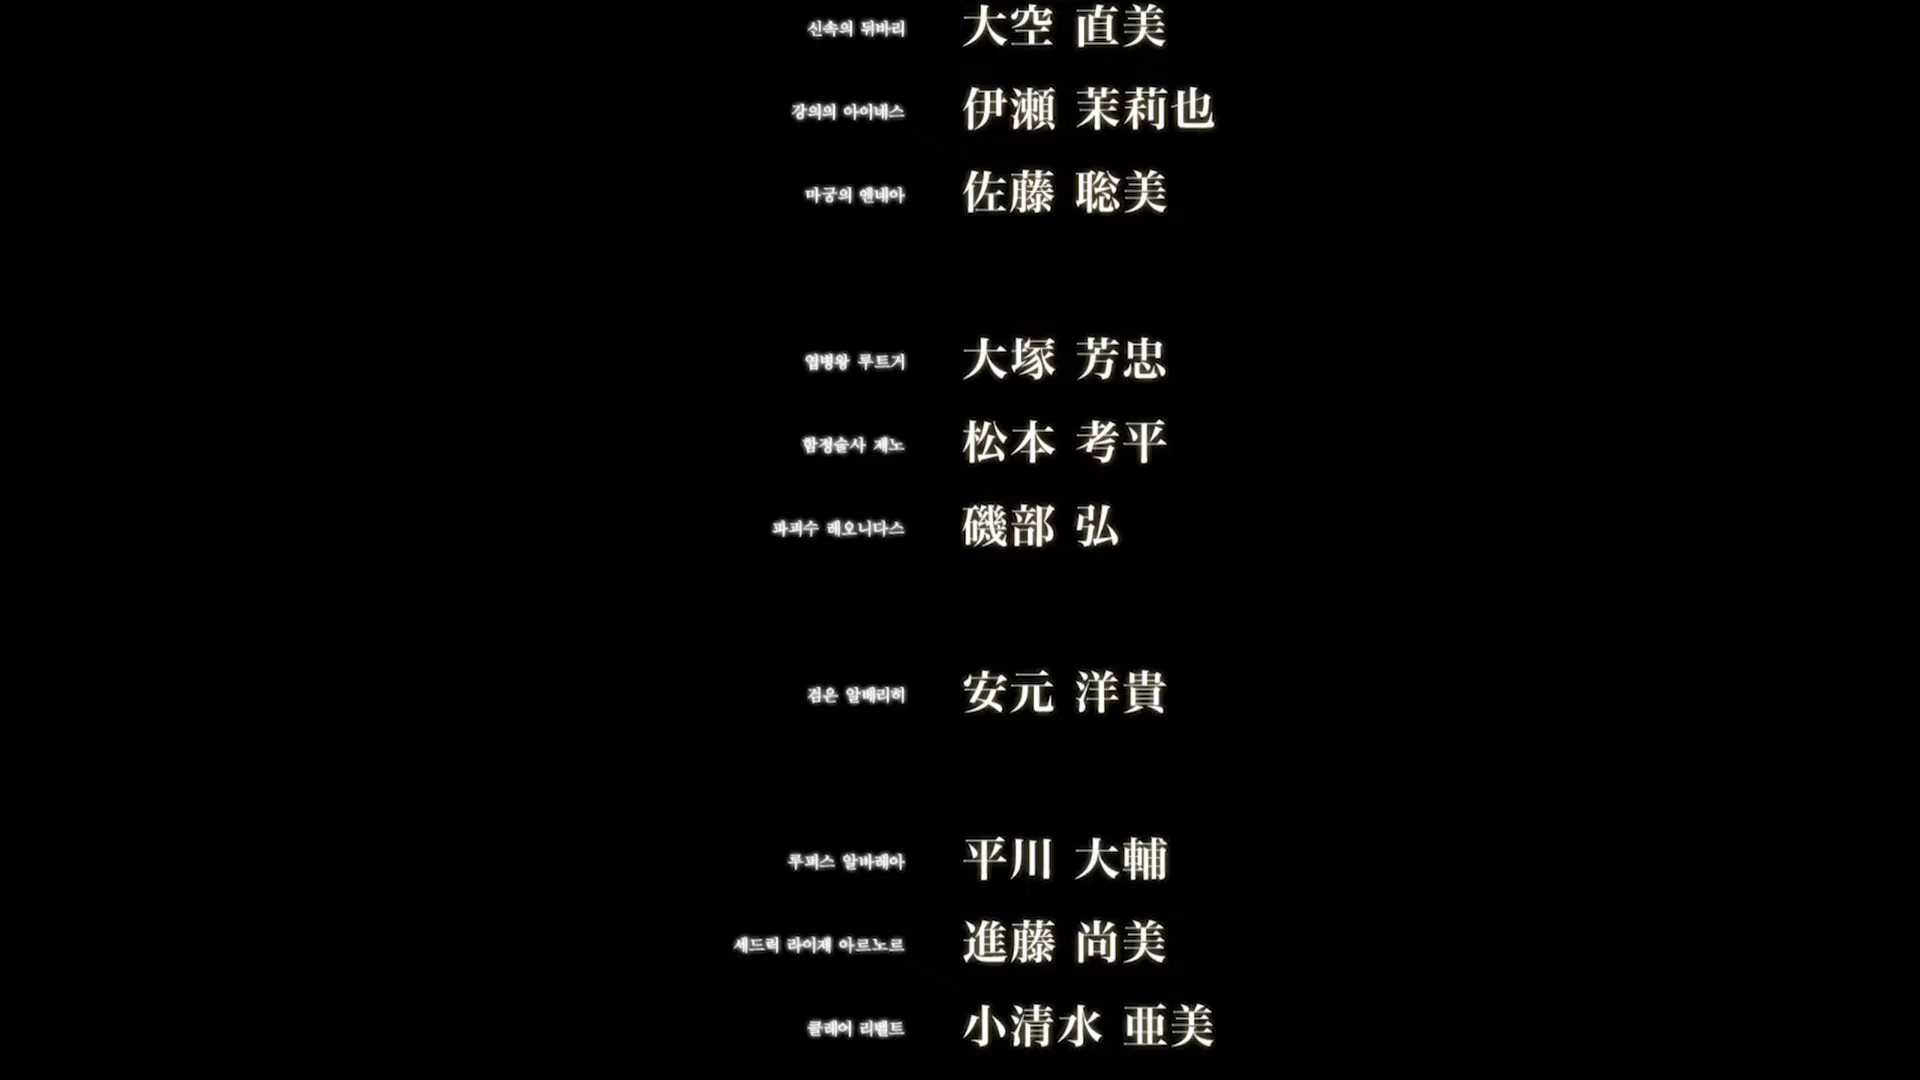 신속의 뒤바리 大空 直美
강의의 아이네스 伊瀬 茉莉也
마궁의 엔네아 佐藤 聡美
엽병왕 루트거 大塚 芳忠
함정술사 제노 松本 考平
파괴수 레오니다스 磯部 弘
검은 알베리히 安元 洋貴
루퍼스 알바레아 平川 大輔
세드릭 라이제 아르노르 進藤 尚美
클레어 리벨트 小清水 亜美